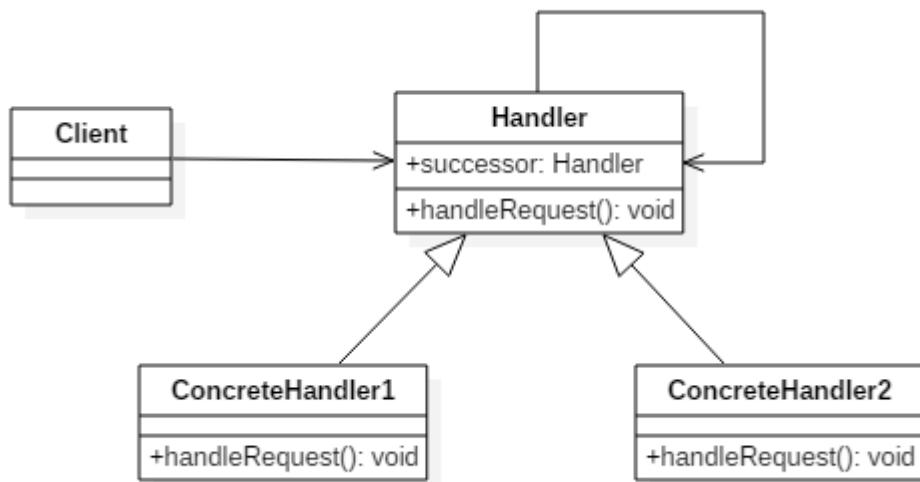 Handler
Client
+successor: Handler
+handleRequest(): void
ConcreteHandler1
ConcreteHandler2
+handleRequest(): void
+handleRequest(): void